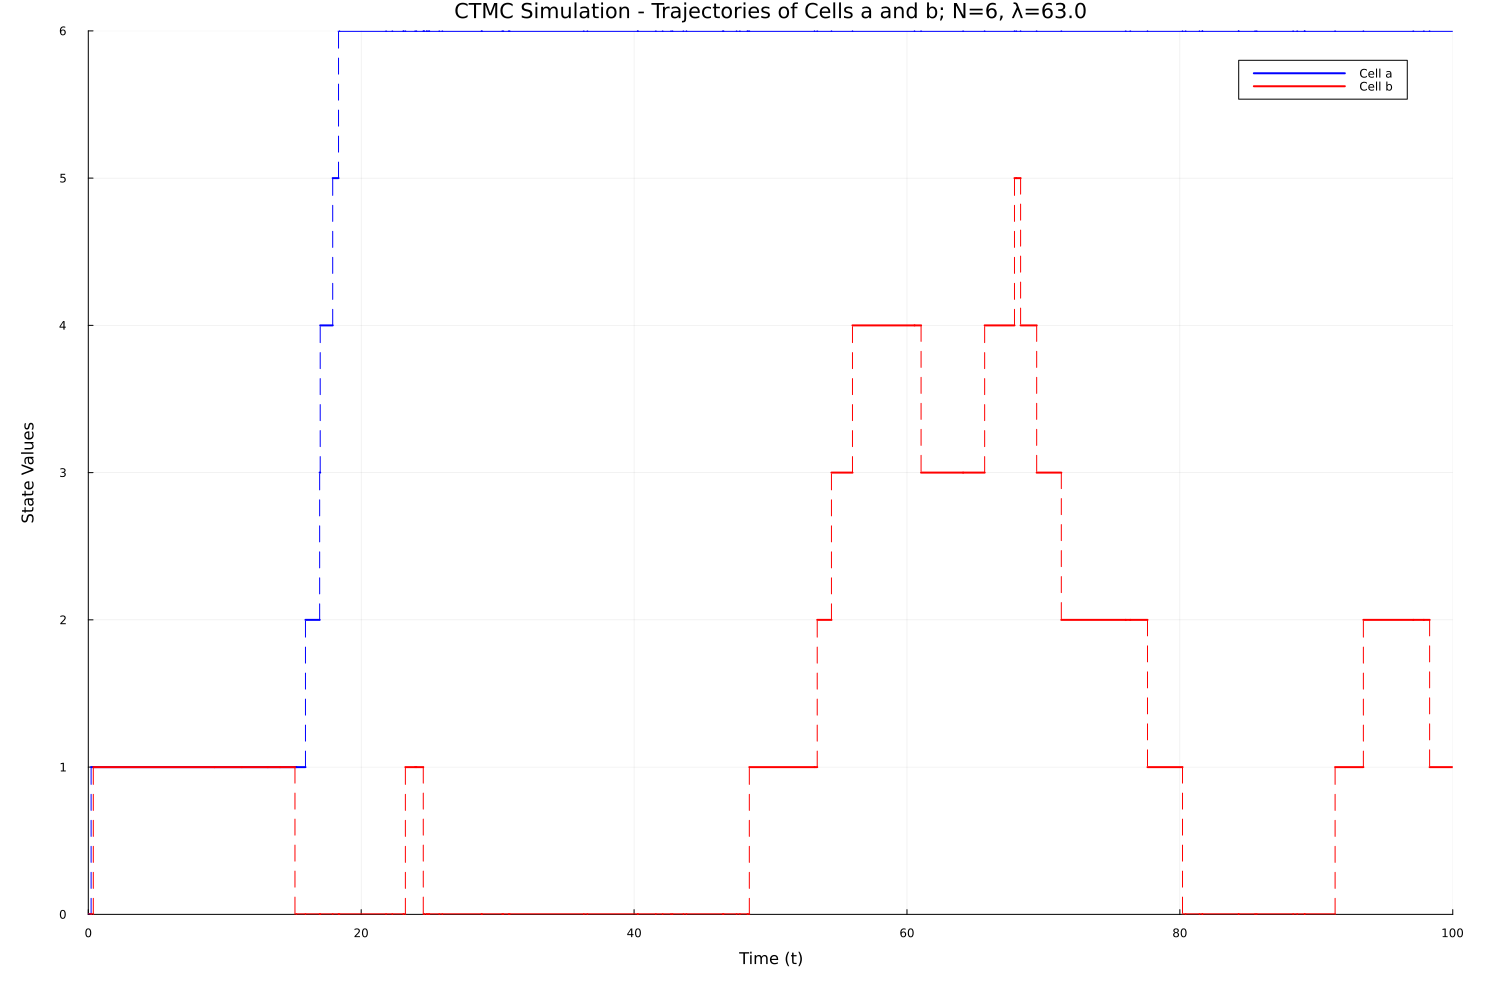 CTMC Simulation - Trajectories of Cells a and b; N=6, λ=63.0
6
5
4
3
2
1
0
State Values
Cell a
Cell b
0 20 40 60 80 100
Time (t)